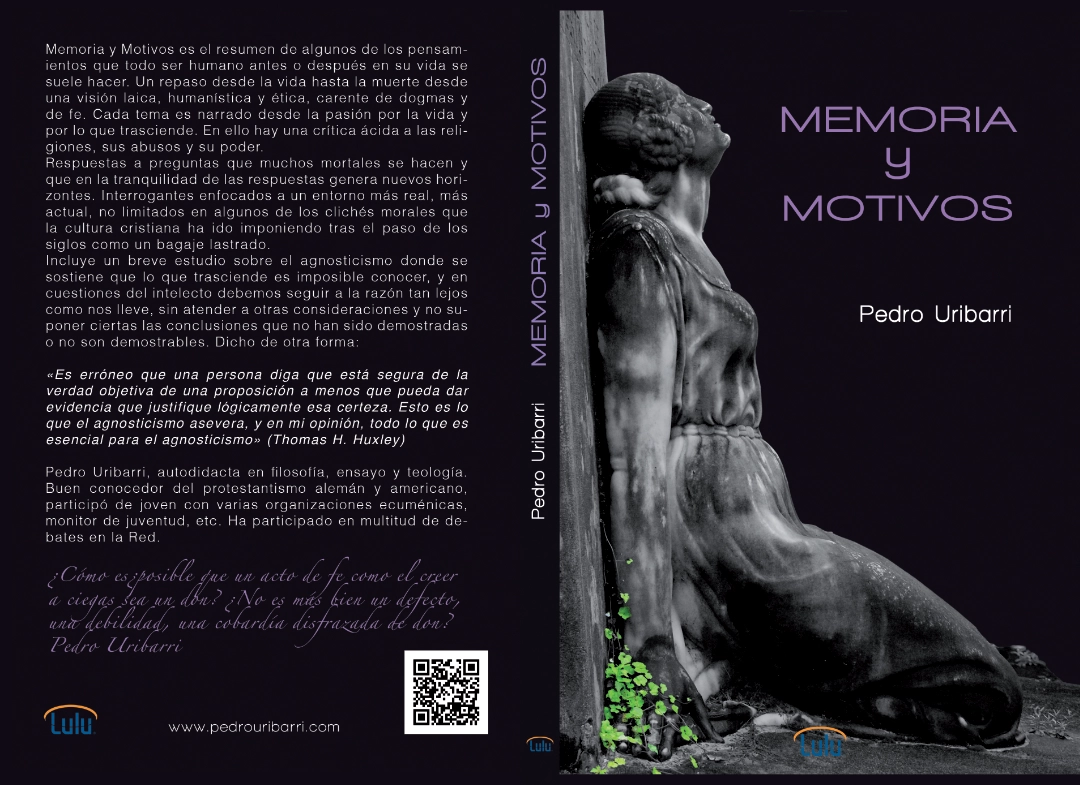 Memoria y Motivos es el resumen de algunos de los pensam-
ientos que todo ser humano antes o después en su vida se
suele hacer. Un repaso desde la vida hasta la muerte desde
una visión laica, humanística y ética, carente de dogmas y
de fe. Cada tema es narrado desde la pasión por la vida y
por lo que trasciende. En ello hay una crítica ácida a las reli-
giones, sus abusos y su poder.
Respuestas a preguntas que muchos mortales se hacen y
que en la tranquilidad de las respuestas genera nuevos hori-
zontes. Interrogantes enfocados a un entorno más real, más
actual, no limitados en algunos de los clichés morales que
la cultura cristiana ha ido imponiendo tras el paso de los
siglos como un bagaje lastrado.
Incluye un breve estudio sobre el agnosticismo donde se
sostiene que lo que trasciende es imposible conocer, y en
cuestiones del intelecto debemos seguir a la razón tan lejos
como nos lleve, sin atender a otras consideraciones y no su-
poner ciertas las conclusiones que no han sido demostradas
o no son demostrables. Dicho de otra forma:
«Es erróneo que una persona diga que está segura de la
verdad objetiva de una proposición a menos que pueda dar
evidencia que justifique lógicamente esa certeza. Esto es lo
que el agnosticismo asevera, y en mi opinión, todo lo que es
esencial para el agnosticismo» (Thomas H. Huxley)
Pedro Uribarri, autodidacta en filosofía, ensayo y teología.
Buen conocedor del protestantismo alemán y americano,
participó de joven con varias organizaciones ecuménicas,
monitor de juventud, etc. Ha participado en multitud de de-
bates en la Red.
¿Cómo es¿posible que un acto de fe como el creer
a ciegas sea un don? ¿No es más bien un defecto,
una debilidad, una cobardía disfrazada de don?
Pedro Uribarri
Lulu
www.pedrouribarri.com
MEMORIA y MOTIVOS
Pedro Uribarri
Lulu
MEMORIA
y
MOTIVOS
Pedro Uribarri
Lulu